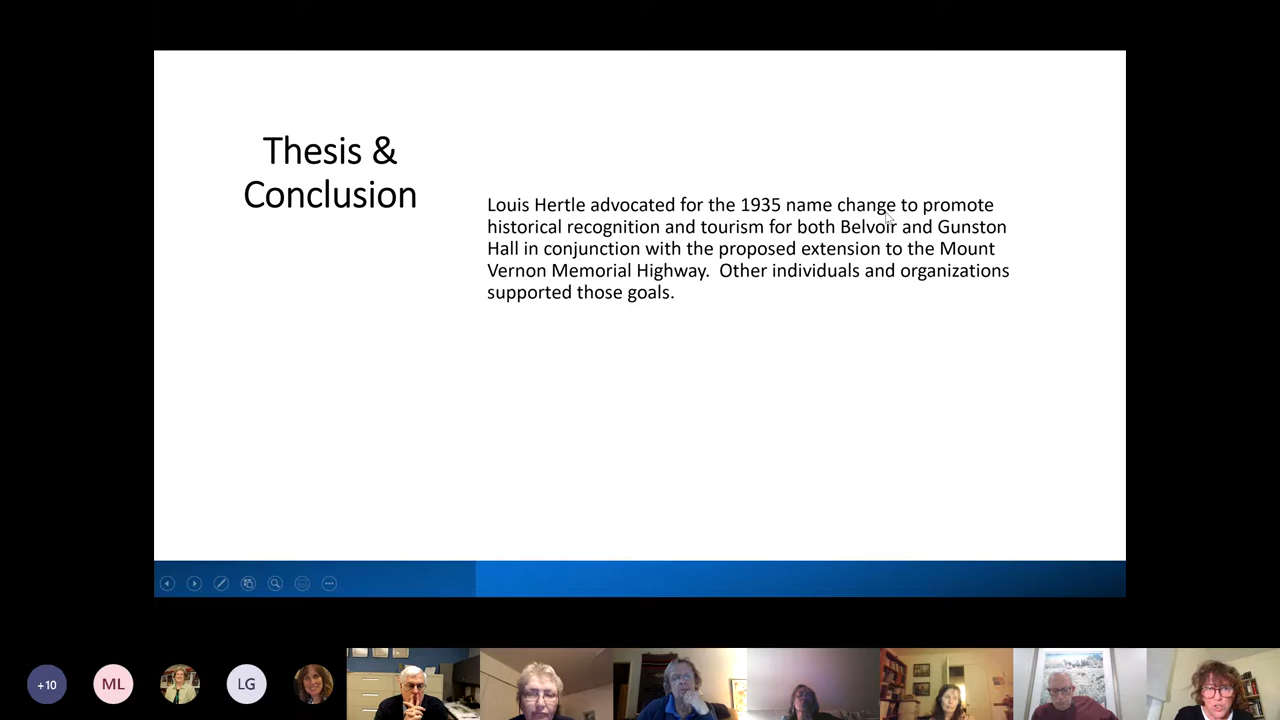 Thesis &
Conclusion
Louis Hertle advocated for the 1935 name change to promote
historical recognition and tourism for both Belvoir and Gunston
Hall in conjunction with the proposed extension to the Mount
Vernon Memorial Highway.  Other individuals and organizations
supported those goals.
+10
ML
LG